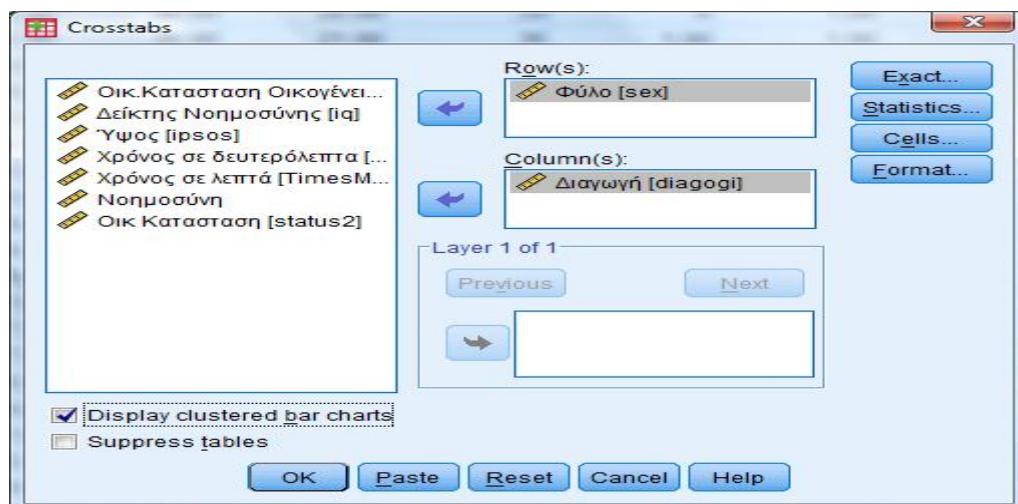 Crosstabs
Οικ.Κατασταση Οικογένει...
Δείκτης Νοημοσύνης [iq]
Ύψος [ipsos]
Χρόνος σε δευτερόλεπτα [...
Χρόνος σε λεπτά [TimesM...
Νοημοσύνη
Οικ Κατασταση [status2]
Row(s):
Φύλο [sex]
Column(s):
Διαγωγή [diagogi]
Layer 1 of 1
Previous
Next
Exact...
Statistics...
Cells...
Format...
Display clustered bar charts
Suppress tables
OK
Paste
Reset
Cancel
Help